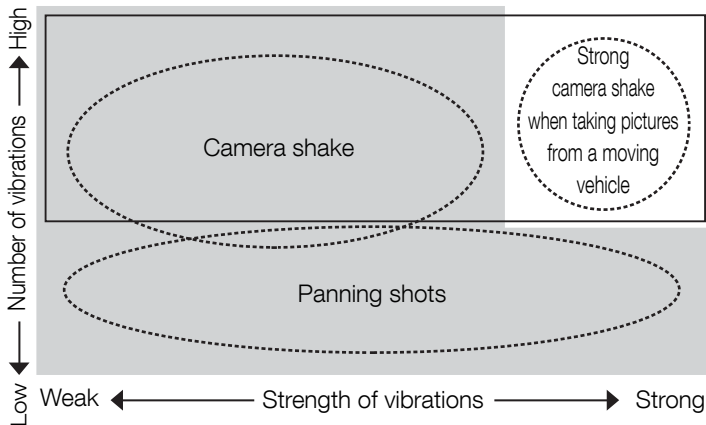 High
Number of vibrations
Low
Camera shake
Strong
camera shake
when taking pictures
from a moving
vehicle
Panning shots
Weak
Strength of vibrations
Strong